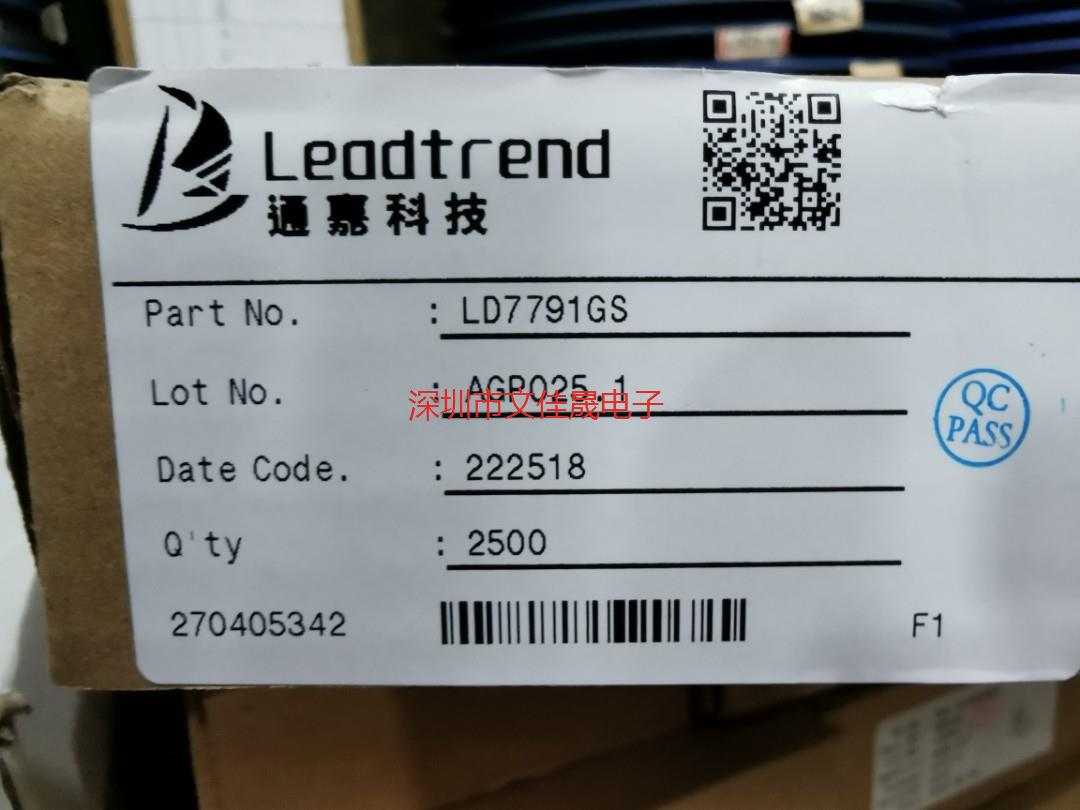 Leadtrend
通嘉科技
Part No. : LD7791GS
Lot No. : AGP025.1
深圳市文佳晟电子
Date Code. : 222518
QC
PASS
Q'ty : 2500
270405342
F1